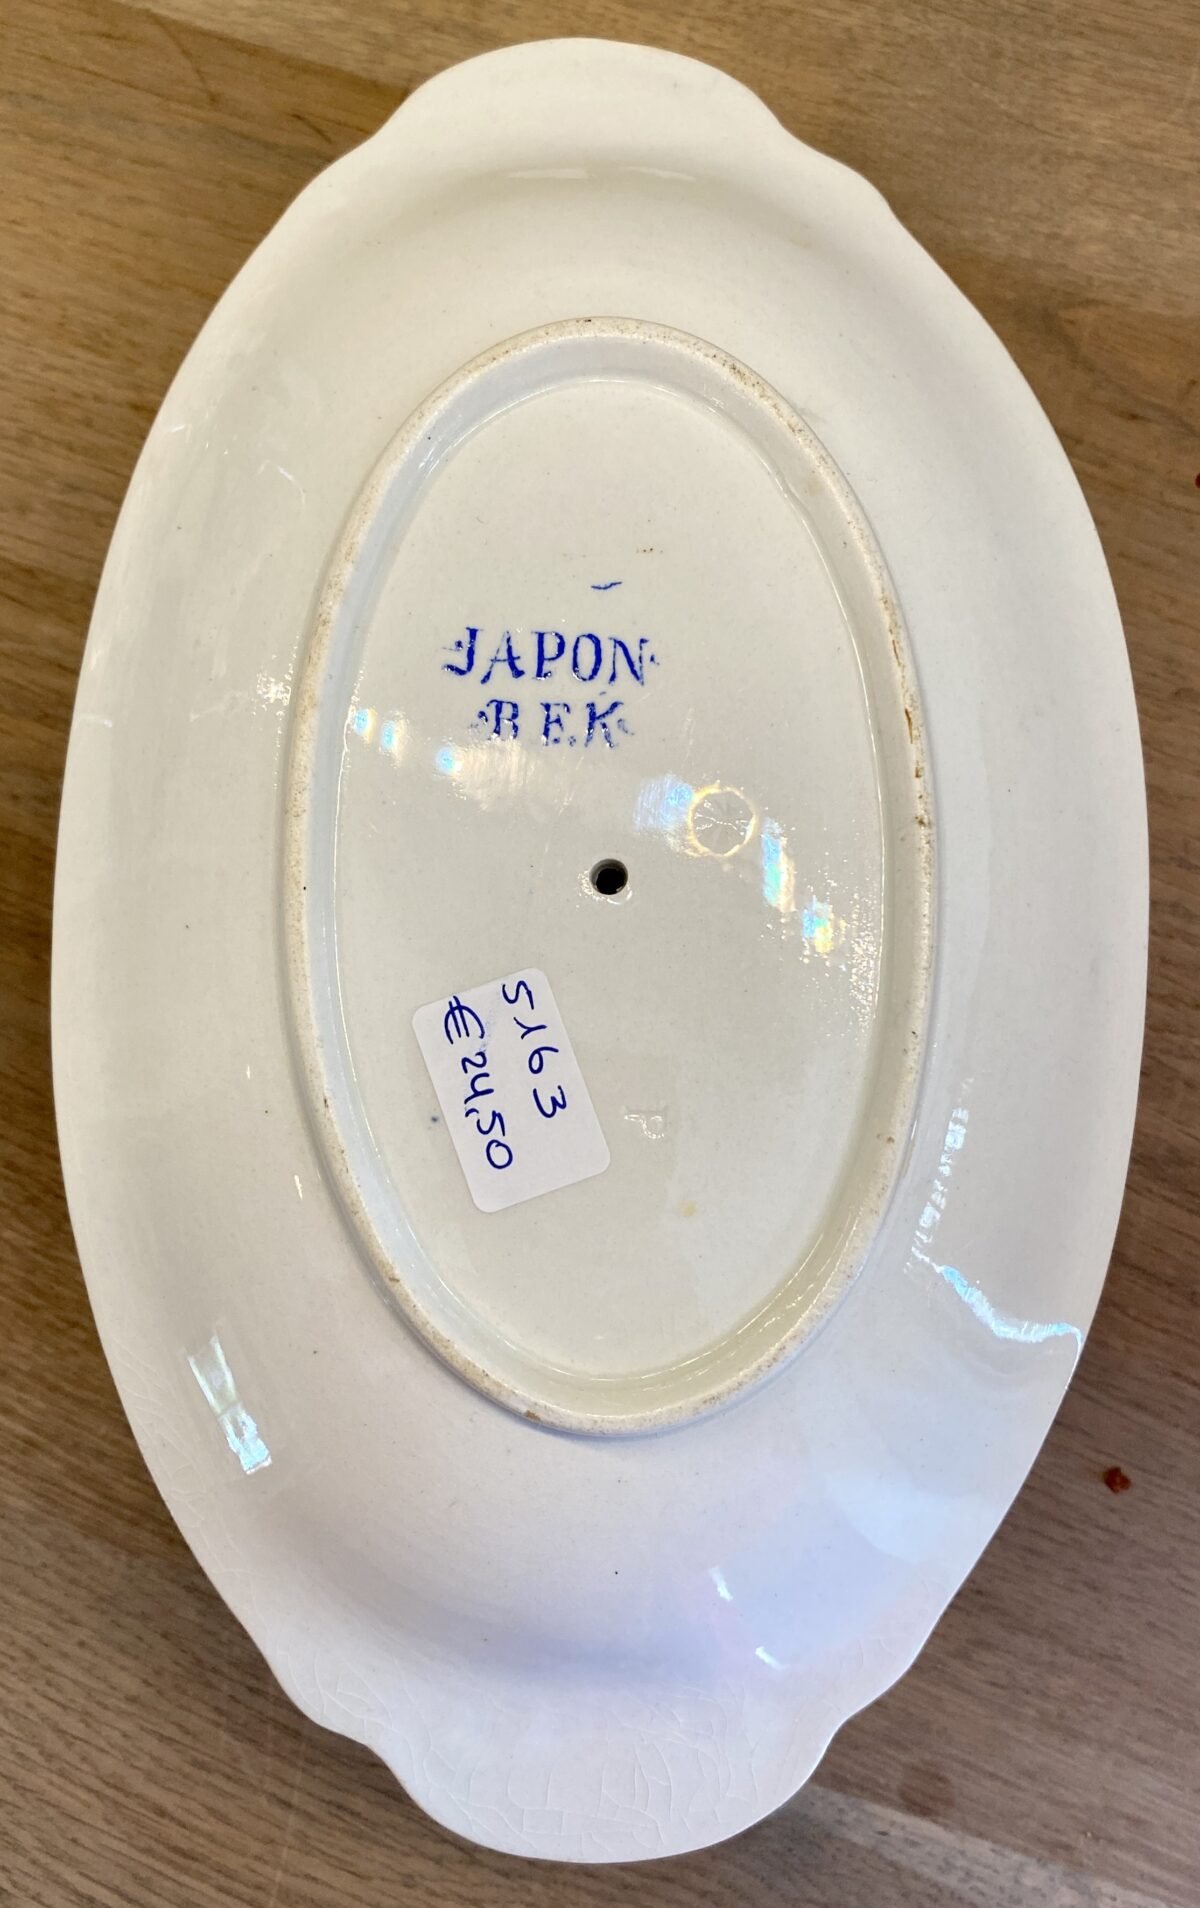 JAPON
B.F.K
5163
€ 24,50
P